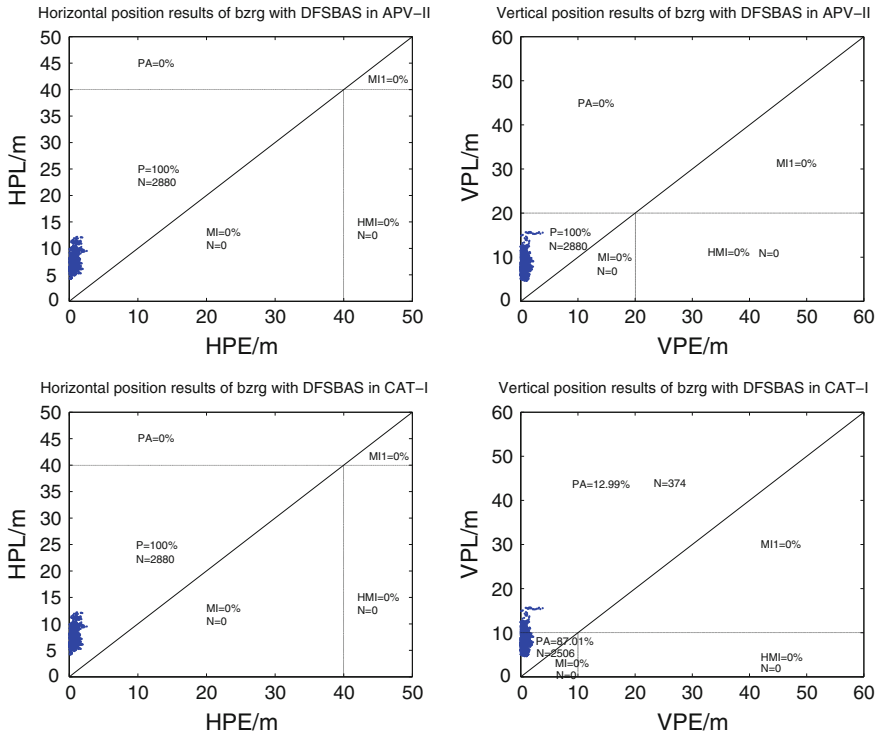 Horizontal position results of bzrg with DFSBAS in APV−II
50
45
40
35
30
25
20
15
10
5
0
HPL/m
PA=0%
MI1=0%
P=100%
N=2880
MI=0%
N=0
HMI=0%
N=0
0 10 20 30 40 50
HPE/m
Vertical position results of bzrg with DFSBAS in APV−II
60
50
40
30
20
10
0
VPL/m
PA=0%
MI1=0%
P=100%
N=2880
MI=0%
N=0
HMI=0% N=0
0 10 20 30 40 50 60
VPE/m
Horizontal position results of bzrg with DFSBAS in CAT−I
50
45
40
35
30
25
20
15
10
5
0
HPL/m
PA=0%
MI1=0%
P=100%
N=2880
MI=0%
N=0
HMI=0%
N=0
0 10 20 30 40 50
HPE/m
Vertical position results of bzrg with DFSBAS in CAT−I
60
50
40
30
20
10
0
VPL/m
PA=12.99% N=374
MI1=0%
PA=87.01%
N=2506
MI=0%
N=0
HMI=0%
N=0
0 10 20 30 40 50 60
VPE/m